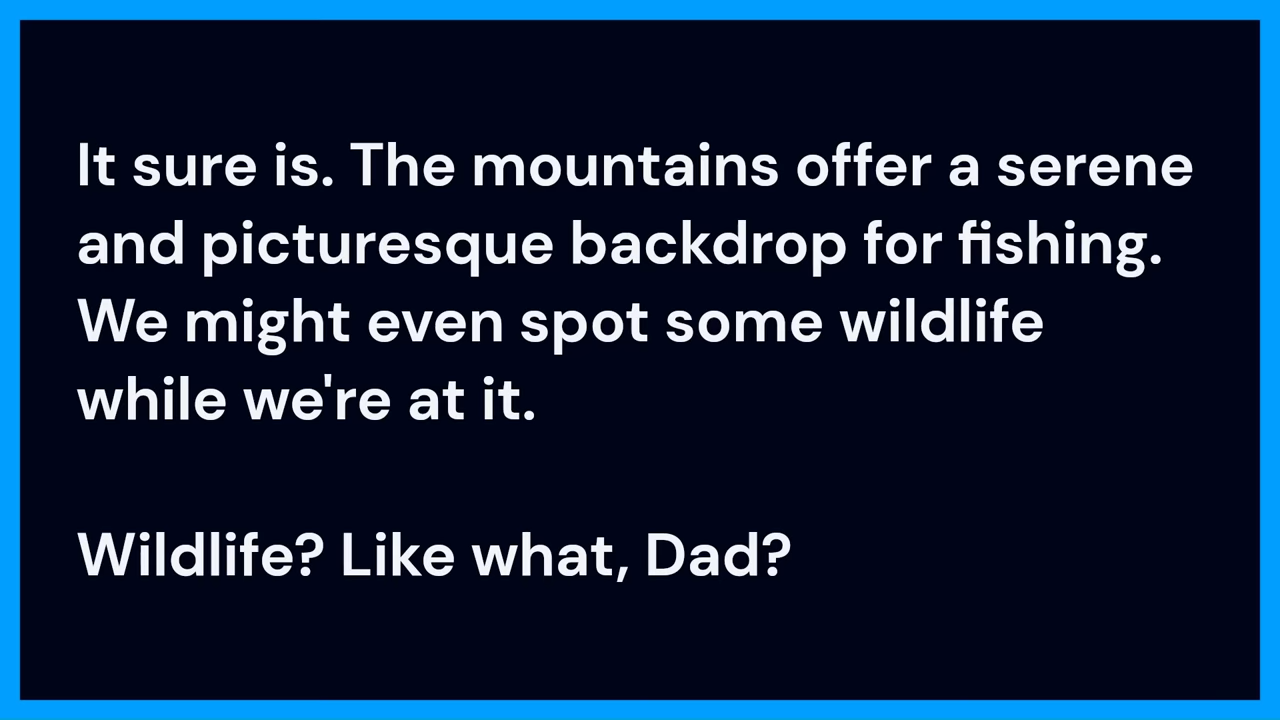 It sure is. The mountains offer a serene
and picturesque backdrop for fishing.
We might even spot some wildlife
while we're at it.
Wildlife? Like what, Dad?